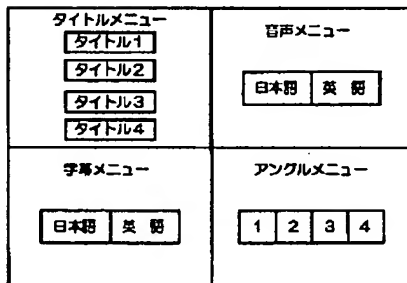 タイトルメニュー
タイトル1
タイトル2
タイトル3
タイトル4
音声メニュー
日本語 英 語
字幕メニュー
日本語 英 語
アングルメニュー
1 2 3 4